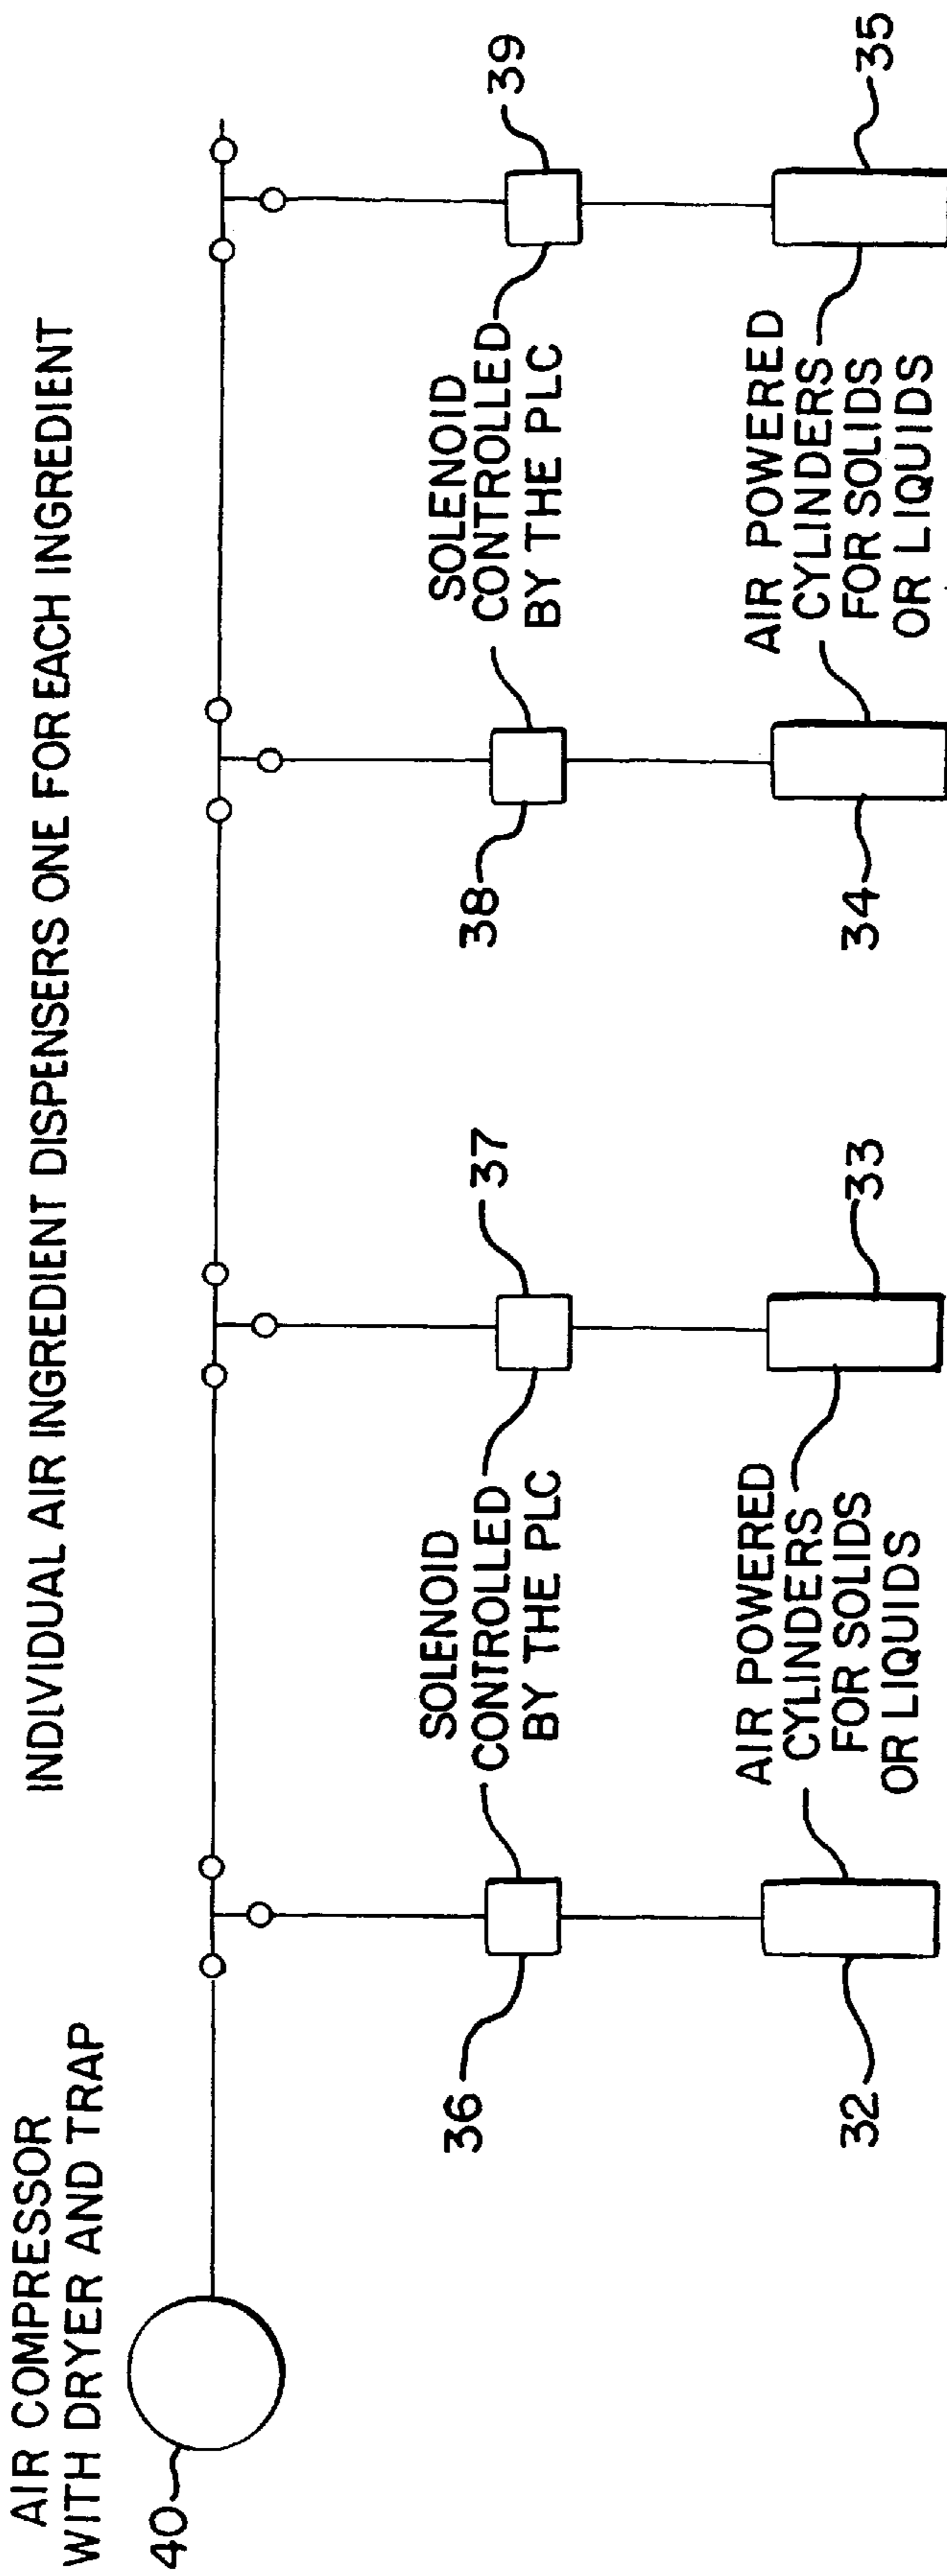 AIR COMPRESSOR
WITH DRYER AND TRAP
INDIVIDUAL AIR INGREDIENT DISPENSERS ONE FOR EACH INGREDIENT
40
SOLENOID
CONTROLLED
BY THE PLC
36
37
SOLENOID
CONTROLLED
BY THE PLC
38
39
AIR POWERED
CYLINDERS
FOR SOLIDS
OR LIQUIDS
32
33
AIR POWERED
CYLINDERS
FOR SOLIDS
OR LIQUIDS
34
35